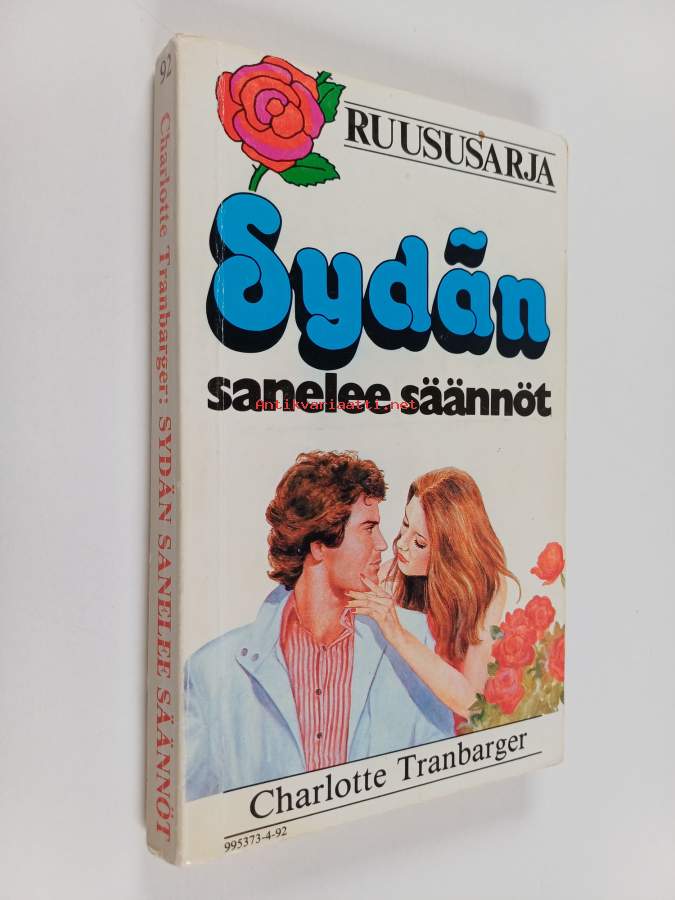 92
Charlotte Tranbarger: SYDÄN SANELEE SÄÄNNÖT
RUUSUSARJA
Sydän
sanelee säännöt
Antikvariaatti.net
Charlotte Tranbarger
995373-4-92